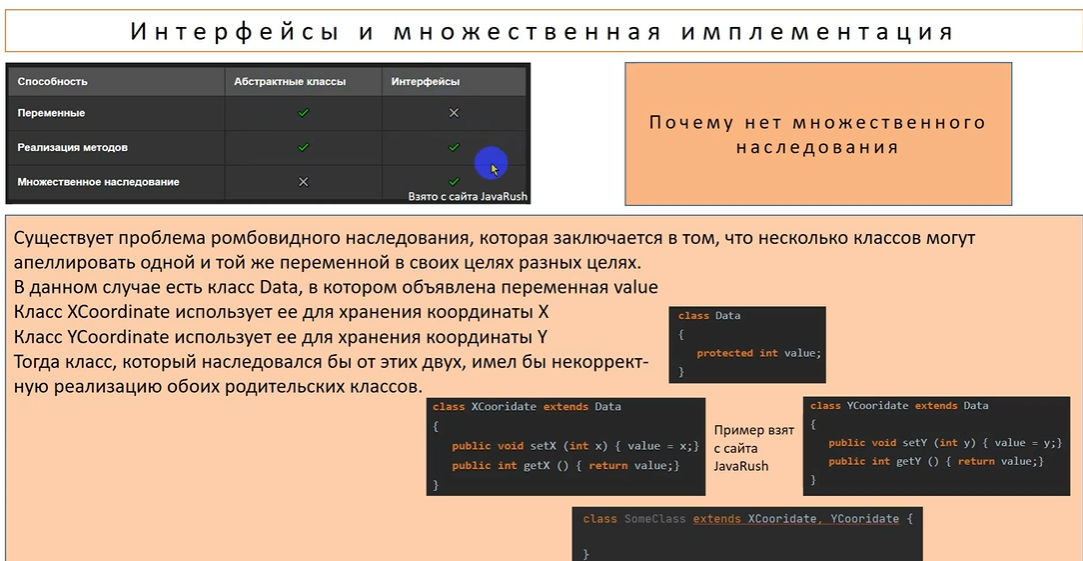 Интерфейсы и множественная имплементация
Способность Абстрактные классы Интерфейсы
Переменные
Реализация методов
Множественное наследование
Взято с сайта JavaRush
Почему нет множественного
наследования
Существует проблема ромбовидного наследования, которая заключается в том, что несколько классов могут
апеллировать одной и той же переменной в своих целях разных целях.
В данном случае есть класс Data, в котором объявлена переменная value
Класс XCoordinate использует ее для хранения координаты X
Класс YCoordinate использует ее для хранения координаты Y
Тогда класс, который наследовался бы от этих двух, имел бы некоррект-
ную реализацию обоих родительских классов.
class Data
{
protected int value;
}
class XCooridate extends Data
{
public void setX (int x) { value = x;}
public int getX () { return value;}
}
Пример взят
с сайта
JavaRush
class YCooridate extends Data
{
public void setY (int y) { value = y;}
public int getY () { return value;}
}
class SomeClass extends XCooridate, YCooridate {
}